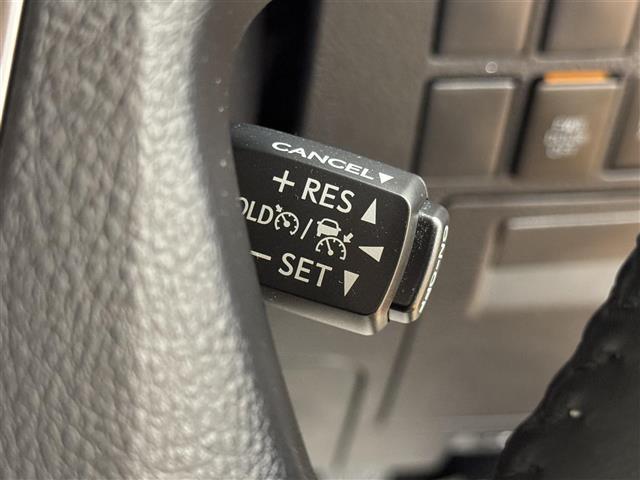 CANCEL▼
+ RES ▲
OLD / ◀
− SET ▼